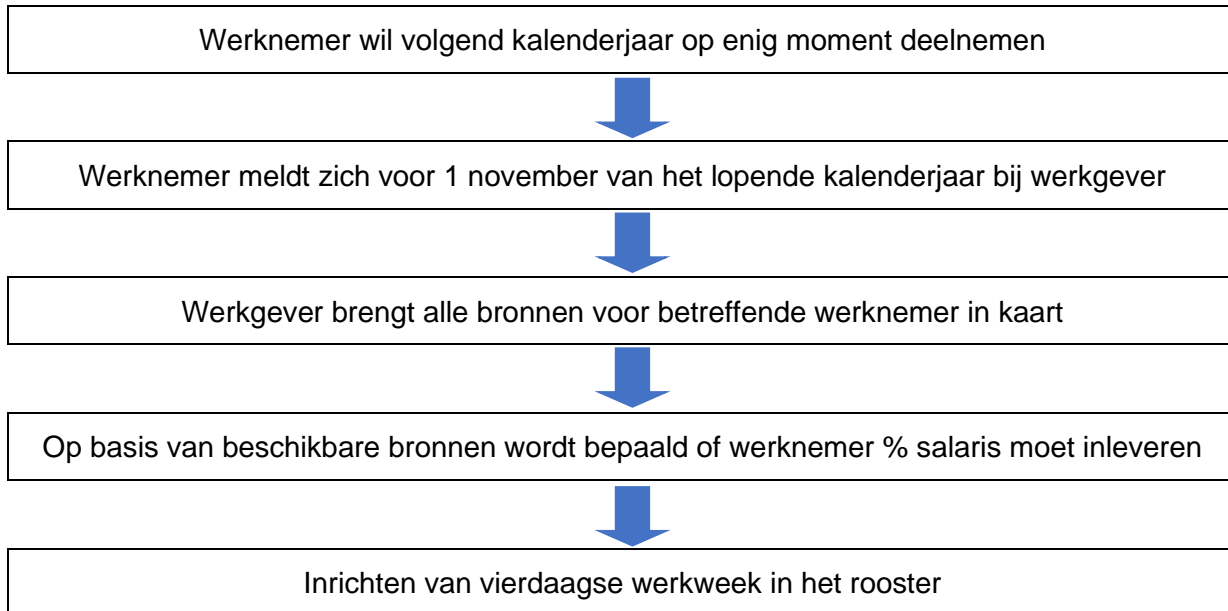 Werknemer wil volgend kalenderjaar op enig moment deelnemen
Werknemer meldt zich voor 1 november van het lopende kalenderjaar bij werkgever
Werkgever brengt alle bronnen voor betreffende werknemer in kaart
Op basis van beschikbare bronnen wordt bepaald of werknemer % salaris moet inleveren
Inrichten van vierdaagse werkweek in het rooster